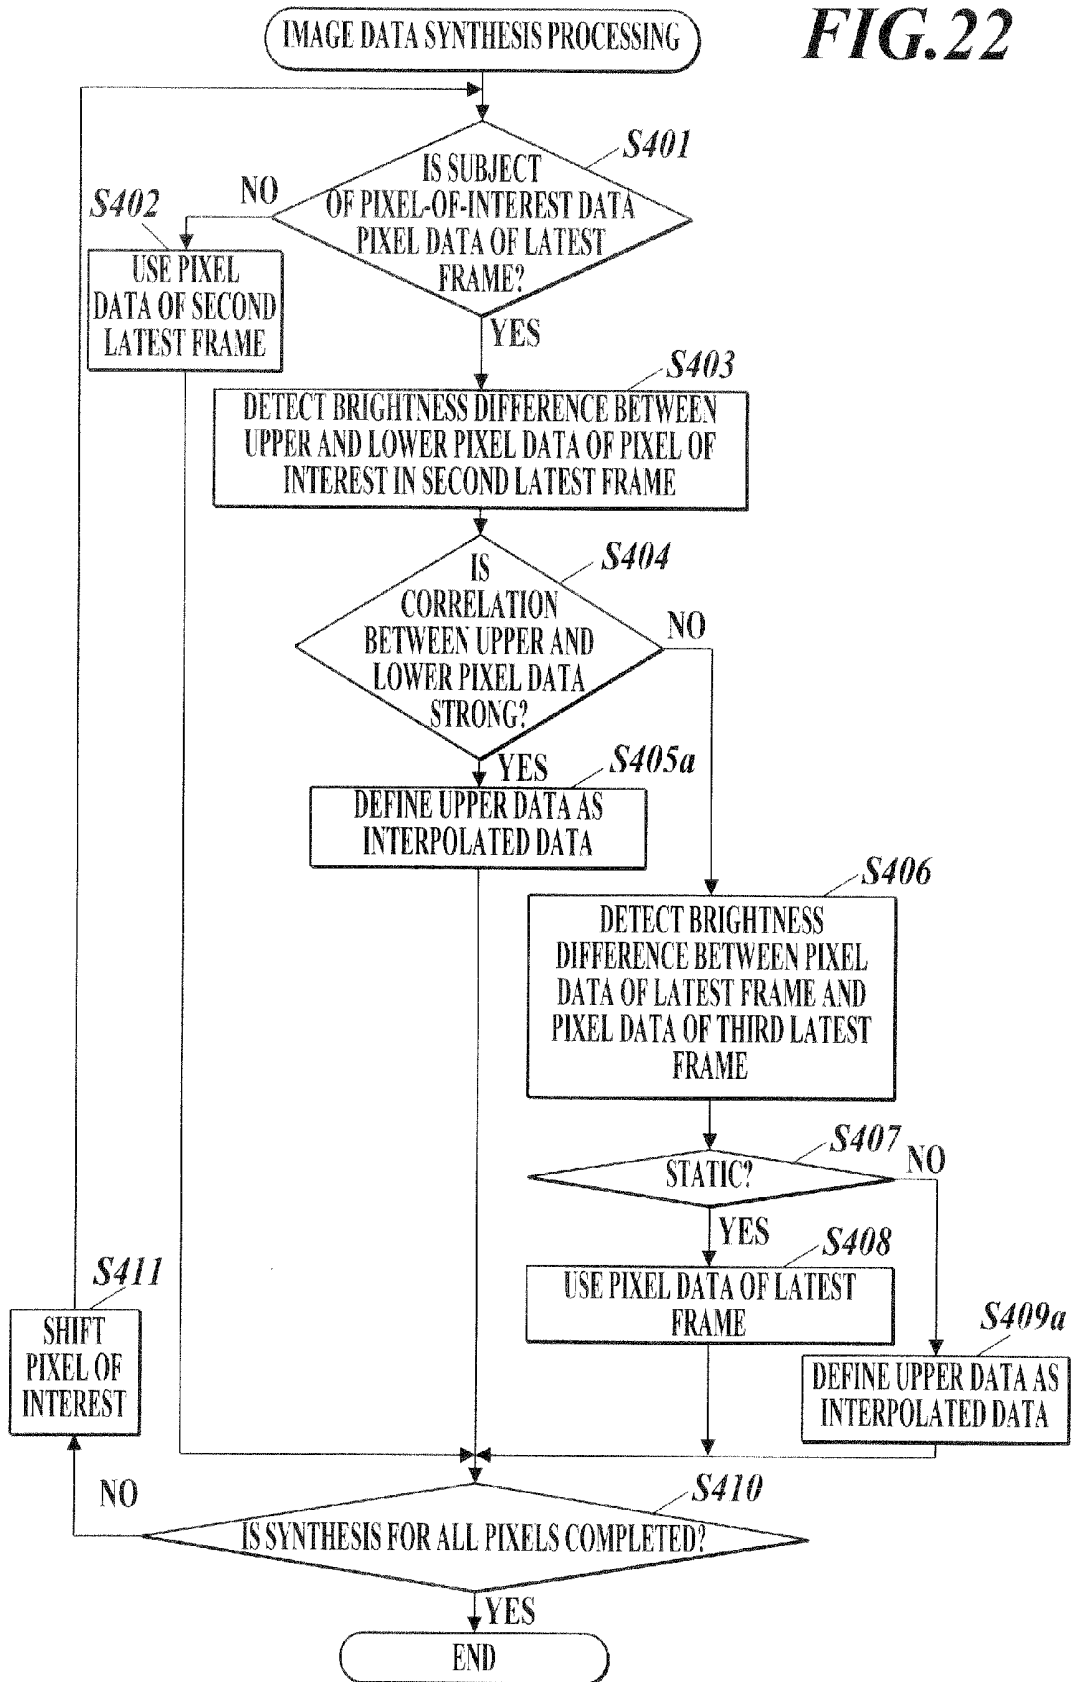 FIG.22
IMAGE DATA SYNTHESIS PROCESSING
S401
IS SUBJECT
OF PIXEL-OF-INTEREST DATA
PIXEL DATA OF LATEST
FRAME?
NO
S402
USE PIXEL
DATA OF SECOND
LATEST FRAME
YES
S403
DETECT BRIGHTNESS DIFFERENCE BETWEEN
UPPER AND LOWER PIXEL DATA OF PIXEL OF
INTEREST IN SECOND LATEST FRAME
S404
IS
CORRELATION
BETWEEN UPPER AND
LOWER PIXEL DATA
STRONG?
NO
YES
S405a
DEFINE UPPER DATA AS
INTERPOLATED DATA
S406
DETECT BRIGHTNESS
DIFFERENCE BETWEEN PIXEL
DATA OF LATEST FRAME AND
PIXEL DATA OF THIRD LATEST
FRAME
S407
STATIC?
NO
YES
S408
USE PIXEL DATA OF LATEST
FRAME
S409a
DEFINE UPPER DATA AS
INTERPOLATED DATA
S411
SHIFT
PIXEL OF
INTEREST
NO
S410
IS SYNTHESIS FOR ALL PIXELS COMPLETED?
YES
END